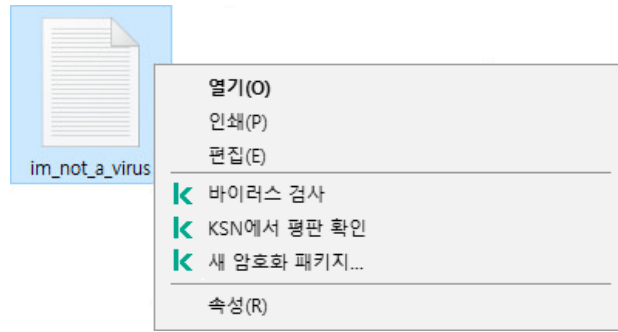 im_not_a_virus
열기(O)
인쇄(P)
편집(E)
바이러스 검사
KSN에서 평판 확인
새 암호화 패키지...
속성(R)